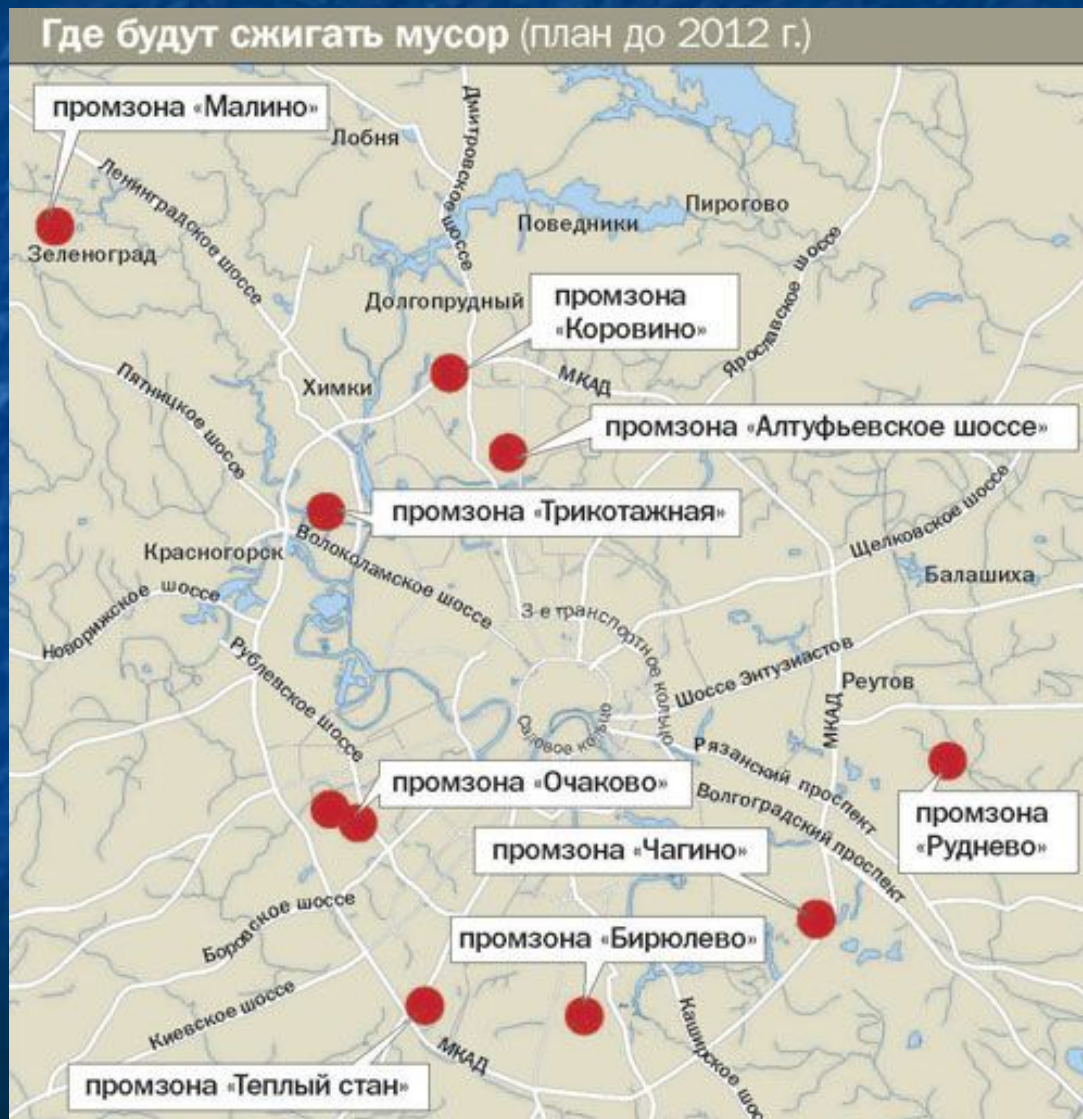 Где будут сжигать мусор (план до 2012 г.)
промзона «Малино»
Лобня
Дмитровское шоссе
Ленинградское шоссе
Пирогово
Поведники
Зеленоград
Ярославское шоссе
Долгопрудный
промзона
«Коровино»
Пятницкое шоссе
Химки
МКАД
промзона «Алтуфьевское шоссе»
промзона «Трикотажная»
Щелковское шоссе
Красногорск
Волоколамское шоссе
Балашиха
Новорижское шоссе
3-е транспортное кольцо
Рублевское шоссе
Шоссе Энтузиастов
Реутов
МКАД
Садовое кольцо
Рязанский проспект
промзона «Очаково»
Волгоградский проспект
промзона
«Руднево»
промзона «Чагино»
Боровское шоссе
промзона «Бирюлево»
Киевское шоссе
Каширское шос
МКАД
промзона «Теплый стан»